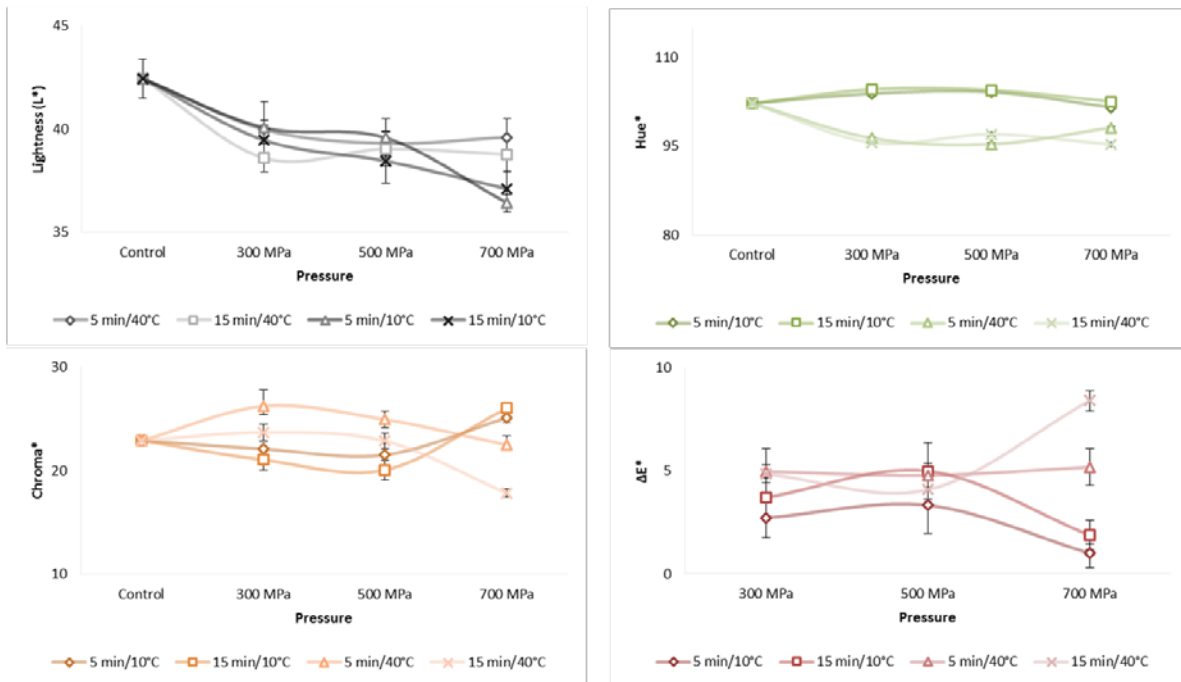 45
40
35
Lightness (L*)
Control 300 MPa 500 MPa 700 MPa
Pressure
5 min/40°C 15 min/40°C 5 min/10°C 15 min/10°C
110
95
80
Hue*
Control 300 MPa 500 MPa 700 MPa
Pressure
5 min/10°C 15 min/10°C 5 min/40°C 15 min/40°C
30
20
10
Chroma*
Control 300 MPa 500 MPa 700 MPa
Pressure
5 min/10°C 15 min/10°C 5 min/40°C 15 min/40°C
10
5
0
ΔE*
300 MPa 500 MPa 700 MPa
Pressure
5 min/10°C 15 min/10°C 5 min/40°C 15 min/40°C